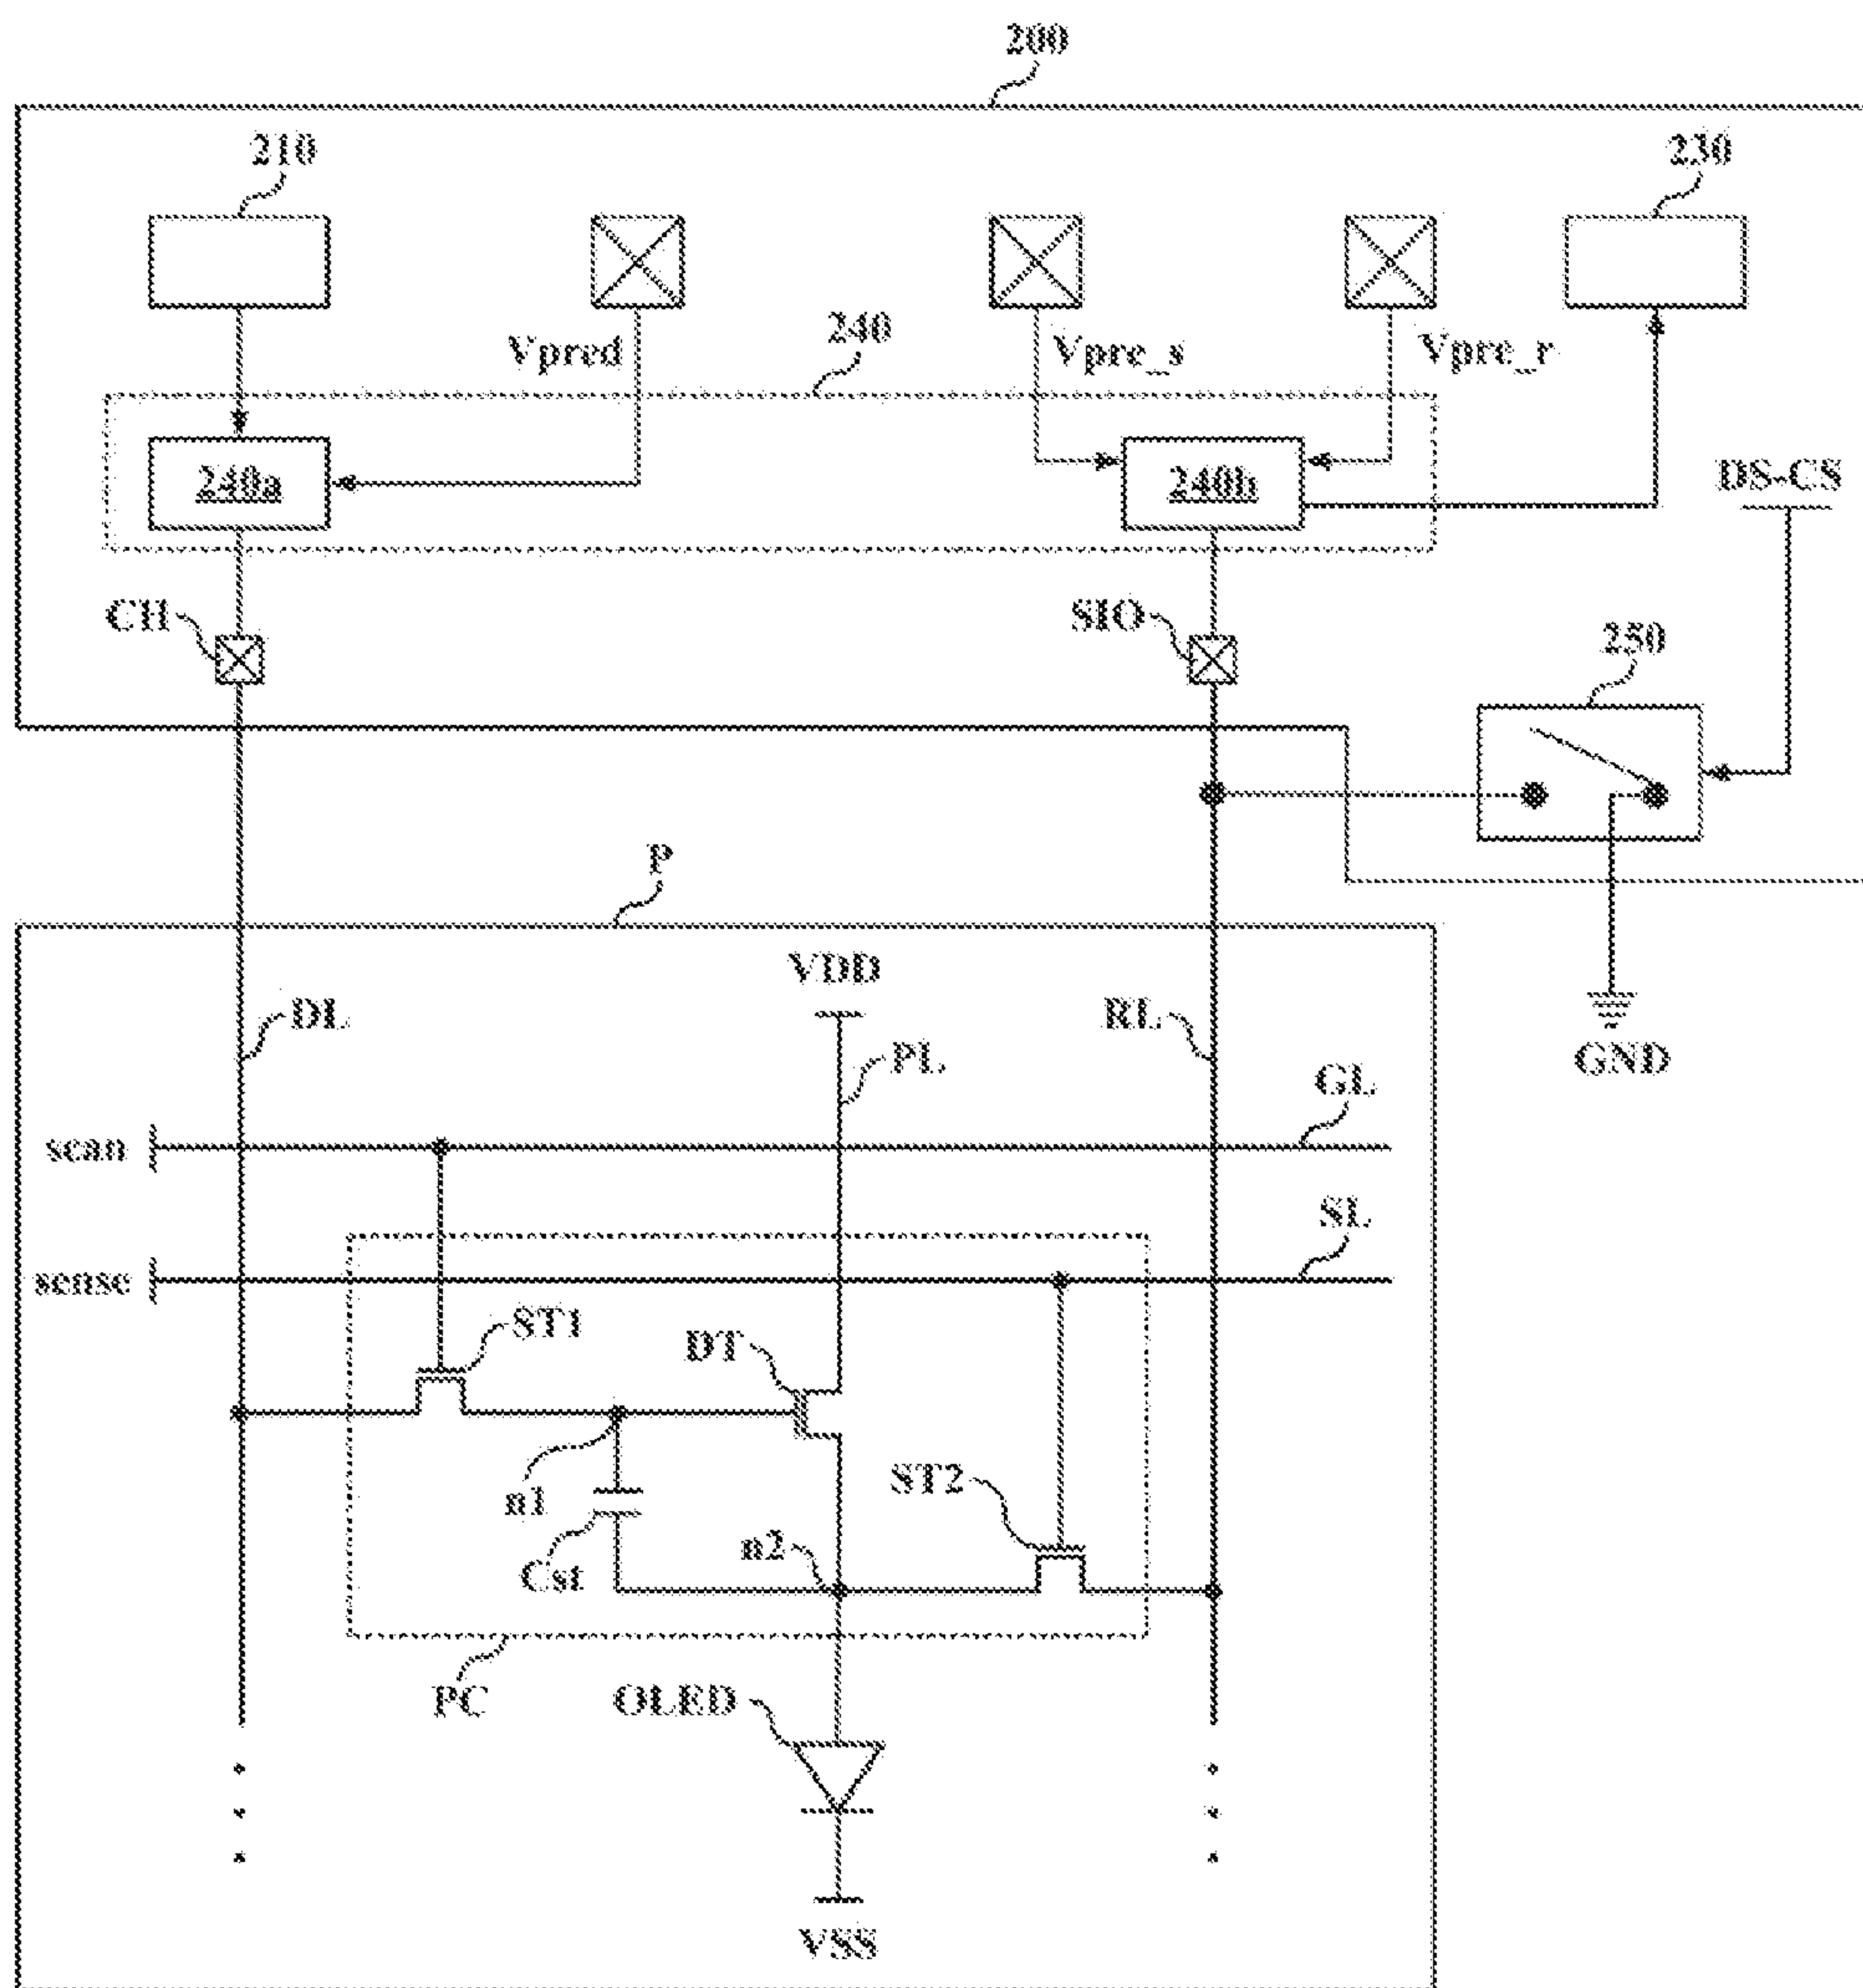 200
210
230
Vpred
240
Vpre_s
Vpre_r
240a
240b
DS-CS
CH
SIO
250
P
VDD
DL
RL
PL
GND
GL
scan
SL
sense
ST1
DT
ST2
n1
n2
Cst
PC
OLED
VSS